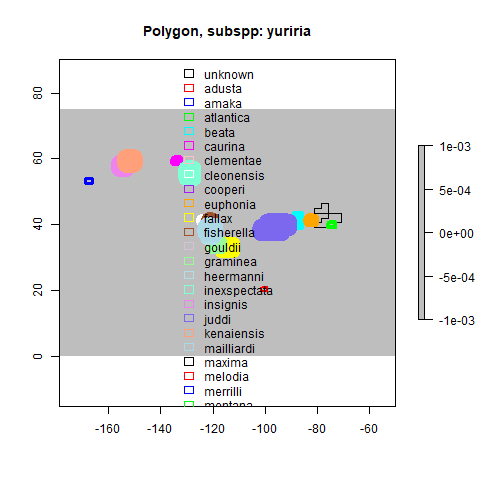 Polygon, subspp: yuriria
unknown
adusta
amaka
atlantica
beata
caurina
clementae
cleonensis
cooperi
euphonia
fallax
fisherella
gouldii
graminea
heermanni
inexspectata
insignis
juddi
kenaiensis
mailliardi
maxima
melodia
merrilli
montana
80
60
40
20
0
-160 -140 -120 -100 -80 -60
1e-03
5e-04
0e+00
-5e-04
-1e-03